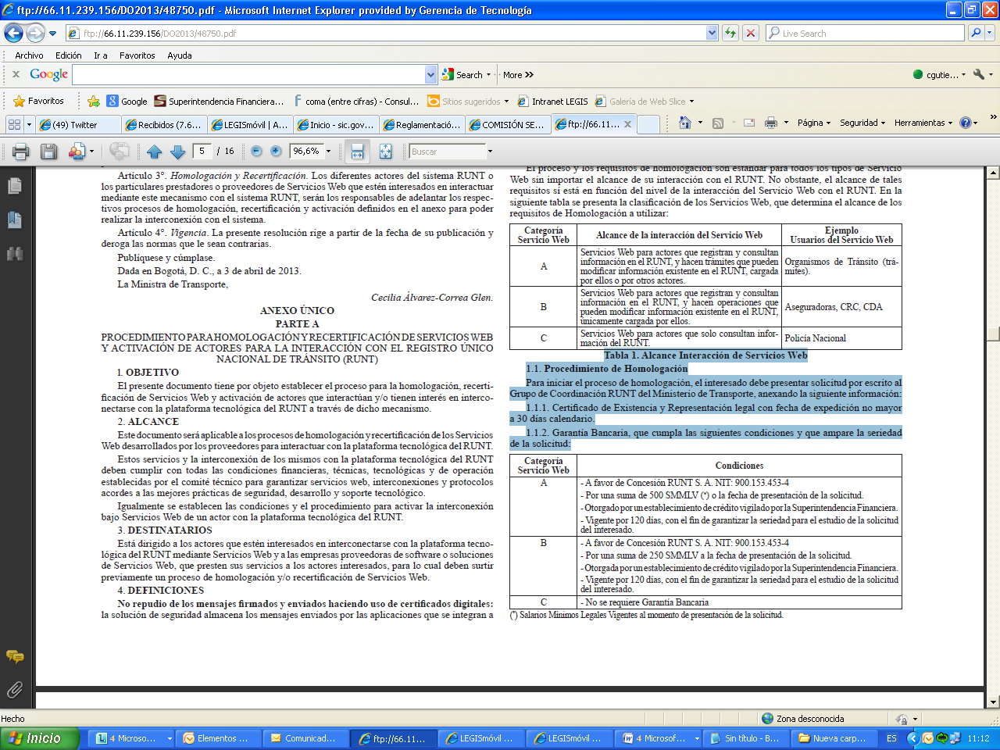 ftp://66.11.239.156/DO2013/48750.pdf - Microsoft Internet Explorer provided by Gerencia de Tecnología
ftp://66.11.239.156/DO2013/48750.pdf
Live Search
Archivo Edición Ir a Favoritos Ayuda
Google Search More »
cgutie...
Favoritos Google Superintendencia Financiera... coma (entre cifras) - Consul... Sitios sugeridos Intranet LEGIS Galería de Web Slice
(49) Twitter Recibidos (7.6... LEGISmóvil | A... Inicio - sic.gov... Reglamentació... COMISIÓN SE... ftp://66.11...
Página Seguridad Herramientas
5 / 16 96,6% Buscar
Artículo 3°. Homologación y Recertificación. Los diferentes actores del sistema RUNT o
los particulares prestadores o proveedores de Servicios Web que estén interesados en interactuar
mediante este mecanismo con el sistema RUNT, serán los responsables de adelantar los respec-
tivos procesos de homologación, recertificación y activación definidos en el anexo para poder
realizar la interconexión con el sistema.
Artículo 4°. Vigencia. La presente resolución rige a partir de la fecha de su publicación y
deroga las normas que le sean contrarias.
Publíquese y cúmplase.
Dada en Bogotá, D. C., a 3 de abril de 2013.
La Ministra de Transporte,
Cecilia Álvarez-Correa Glen.
ANEXO ÚNICO
PARTE A
PROCEDIMIENTO PARA HOMOLOGACIÓN Y RECERTIFICACIÓN DE SERVICIOS WEB
Y ACTIVACIÓN DE ACTORES PARA LA INTERACCIÓN CON EL REGISTRO ÚNICO
NACIONAL DE TRÁNSITO (RUNT)
1. OBJETIVO
El presente documento tiene por objeto establecer el proceso para la homologación, recerti-
ficación de Servicios Web y activación de actores que interactúan y/o tienen interés en interco-
nectarse con la plataforma tecnológica del RUNT a través de dicho mecanismo.
2. ALCANCE
Este documento será aplicable a los procesos de homologación y recertificación de los Servicios
Web desarrollados por los proveedores para interactuar con la plataforma tecnológica del RUNT.
Estos servicios y la interconexión de los mismos con la plataforma tecnológica del RUNT
deben cumplir con todas las condiciones financieras, técnicas, tecnológicas y de operación
establecidas por el comité técnico para garantizar servicios web, interconexiones y protocolos
acordes a las mejores prácticas de seguridad, desarrollo y soporte tecnológico.
Igualmente se establecen las condiciones y el procedimiento para activar la interconexión
bajo Servicios Web de un actor con la plataforma tecnológica del RUNT.
3. DESTINATARIOS
Está dirigido a los actores que estén interesados en interconectarse con la plataforma tecno-
lógica del RUNT mediante Servicios Web y a las empresas proveedoras de software o soluciones
de Servicios Web, que presten sus servicios a los actores interesados, para lo cual deben surtir
previamente un proceso de homologación y/o recertificación de Servicios Web.
4. DEFINICIONES
No repudio de los mensajes firmados y enviados haciendo uso de certificados digitales:
la solución de seguridad almacena los mensajes enviados por las aplicaciones que se integran a
El proceso y los requisitos de homologación son estándar para todos los tipos de Servicio
Web sin importar el alcance de su interacción con el RUNT. No obstante, el alcance de tales
requisitos sí está en función del nivel de la interacción del Servicio Web con el RUNT. En la
siguiente tabla se presenta la clasificación de los Servicios Web, que determina el alcance de los
requisitos de Homologación a utilizar:
Categoría Servicio Web Alcance de la interacción del Servicio Web Ejemplo Usuarios del Servicio Web
A
Servicios Web para actores que registran y consultan
información en el RUNT, y hacen trámites que pueden
modificar información existente en el RUNT, cargada
por ellos o por otros actores.
Organismos de Tránsito (trá-
mites).
B
Servicios Web para actores que registran y consultan
información en el RUNT, y hacen operaciones que
pueden modificar información existente en el RUNT,
únicamente cargada por ellos.
Aseguradoras, CRC, CDA
C
Servicios Web para actores que solo consultan infor-
mación del RUNT.
Policía Nacional
Tabla 1. Alcance Interacción de Servicios Web
1.1. Procedimiento de Homologación
Para iniciar el proceso de homologación, el interesado debe presentar solicitud por escrito al
Grupo de Coordinación RUNT del Ministerio de Transporte, anexando la siguiente información:
1.1.1. Certificado de Existencia y Representación legal con fecha de expedición no mayor
a 30 días calendario.
1.1.2. Garantía Bancaria, que cumpla las siguientes condiciones y que ampare la seriedad
de la solicitud:
Categoría Servicio Web Condiciones
A - A favor de Concesión RUNT S. A. NIT: 900.153.453-4
- Por una suma de 500 SMMLV (*) o la fecha de presentación de la solicitud.
- Otorgado por un establecimiento de crédito vigilado por la Superintendencia Financiera.
- Vigente por 120 días, con el fin de garantizar la seriedad para el estudio de la solicitud
del interesado.
B - A favor de Concesión RUNT S. A. NIT: 900.153.453-4
- Por una suma de 250 SMMLV a la fecha de presentación de la solicitud.
- Otorgada por un establecimiento de crédito vigilado por la Superintendencia Financiera.
- Vigente por 120 días, con el fin de garantizar la seriedad para el estudio de la solicitud
del interesado.
C - No se requiere Garantía Bancaria
(*) Salarios Mínimos Legales Vigentes al momento de presentación de la solicitud.
Hecho Zona desconocida
Inicio 4 Microso... Elementos ... Comunicad... ftp://66.11... LEGISmóvil ... LEGISmóvil ... 4 Microsof... Sin título - B... Nueva carp... ES 11:12